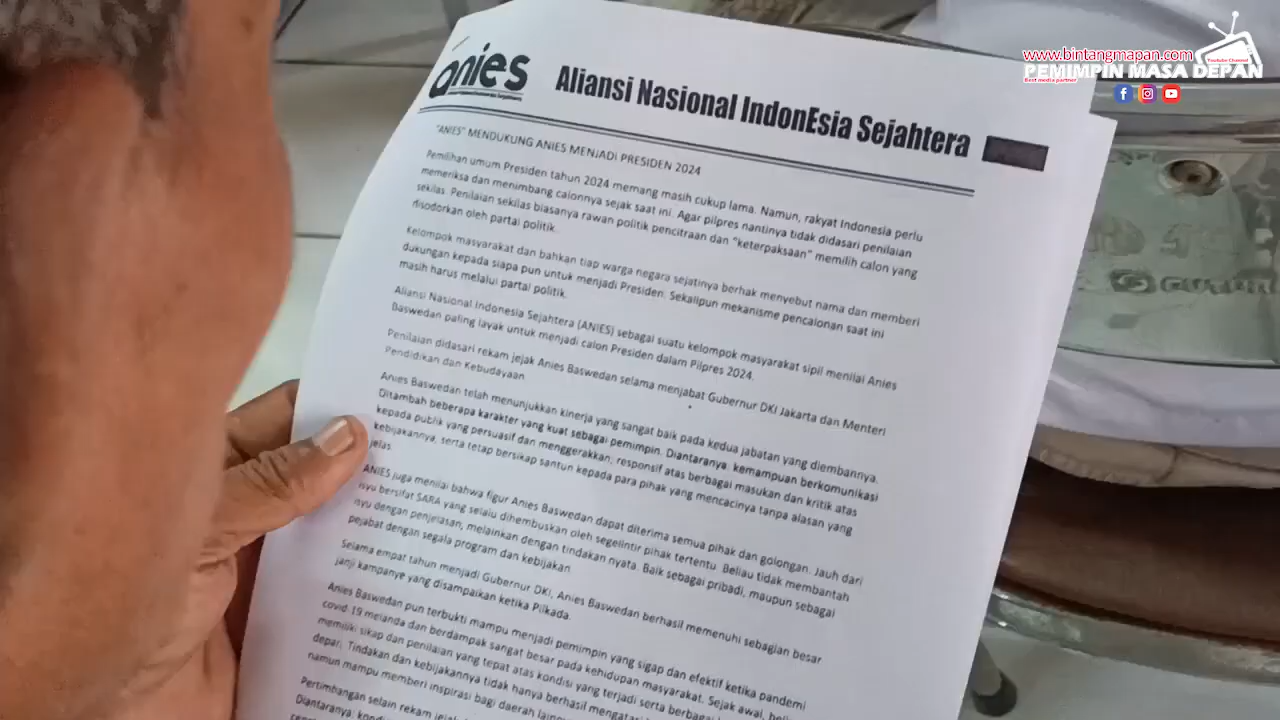 www.bintangmapan.com
PEMIMPIN MASA DEPAN
Best media partner
Youtube Channel
anies
Aliansi Nasional IndonEsia Sejahtera
"ANIES" MENDUKUNG ANIES MENJADI PRESIDEN 2024
Pemilihan umum Presiden tahun 2024 memang masih cukup lama. Namun, rakyat Indonesia perlu
memeriksa dan menimbang calonnya sejak saat ini. Agar pilpres nantinya tidak didasari penilaian
sekilas. Penilaian sekilas biasanya rawan politik pencitraan dan "keterpaksaan" memilih calon yang
disodorkan oleh partai politik.
Kelompok masyarakat dan bahkan tiap warga negara sejatinya berhak menyebut nama dan memberi
dukungan kepada siapa pun untuk menjadi Presiden. Sekalipun mekanisme pencalonan saat ini
masih harus melalui partai politik.
Aliansi Nasional Indonesia Sejahtera (ANIES) sebagai suatu kelompok masyarakat sipil menilai Anies
Baswedan paling layak untuk menjadi calon Presiden dalam Pilpres 2024.
Penilaian didasari rekam jejak Anies Baswedan selama menjabat Gubernur DKI Jakarta dan Menteri
Pendidikan dan Kebudayaan
Anies Baswedan telah menunjukkan kinerja yang sangat baik pada kedua jabatan yang diembannya.
Ditambah beberapa karakter yang kuat sebagai pemimpin. Diantaranya: kemampuan berkomunikasi
kepada publik yang persuasif dan menggerakkan, responsif atas berbagai masukan dan kritik atas
kebijakannya, serta tetap bersikap santun kepada para pihak yang mencacinya tanpa alasan yang
jelas.
ANIES juga menilai bahwa figur Anies Baswedan dapat diterima semua pihak dan golongan. Jauh dari
isyu bersifat SARA yang selalu dihembuskan oleh segelintir pihak tertentu. Beliau tidak membantah
isyu dengan penjelasan, melainkan dengan tindakan nyata. Baik sebagai pribadi, maupun sebagai
pejabat dengan segala program dan kebijakan.
Selama empat tahun menjadi Gubernur DKI, Anies Baswedan berhasil memenuhi sebagian besar
janji kampanye yang disampaikan ketika Pilkada.
Anies Baswedan pun terbukti mampu menjadi pemimpin yang sigap dan efektif ketika pandemi
covid-19 melanda dan berdampak sangat besar pada kehidupan masyarakat. Sejak awal,
memiliki sikap dan penilaian yang tepat atas kondisi yang terjadi serta berbagai
depan. Tindakan dan kebijakannya tidak hanya berhasil mengatasi
namun mampu memberi inspirasi bagi daerah
Pertimbangan selain rekam jejak
Diantaranya,